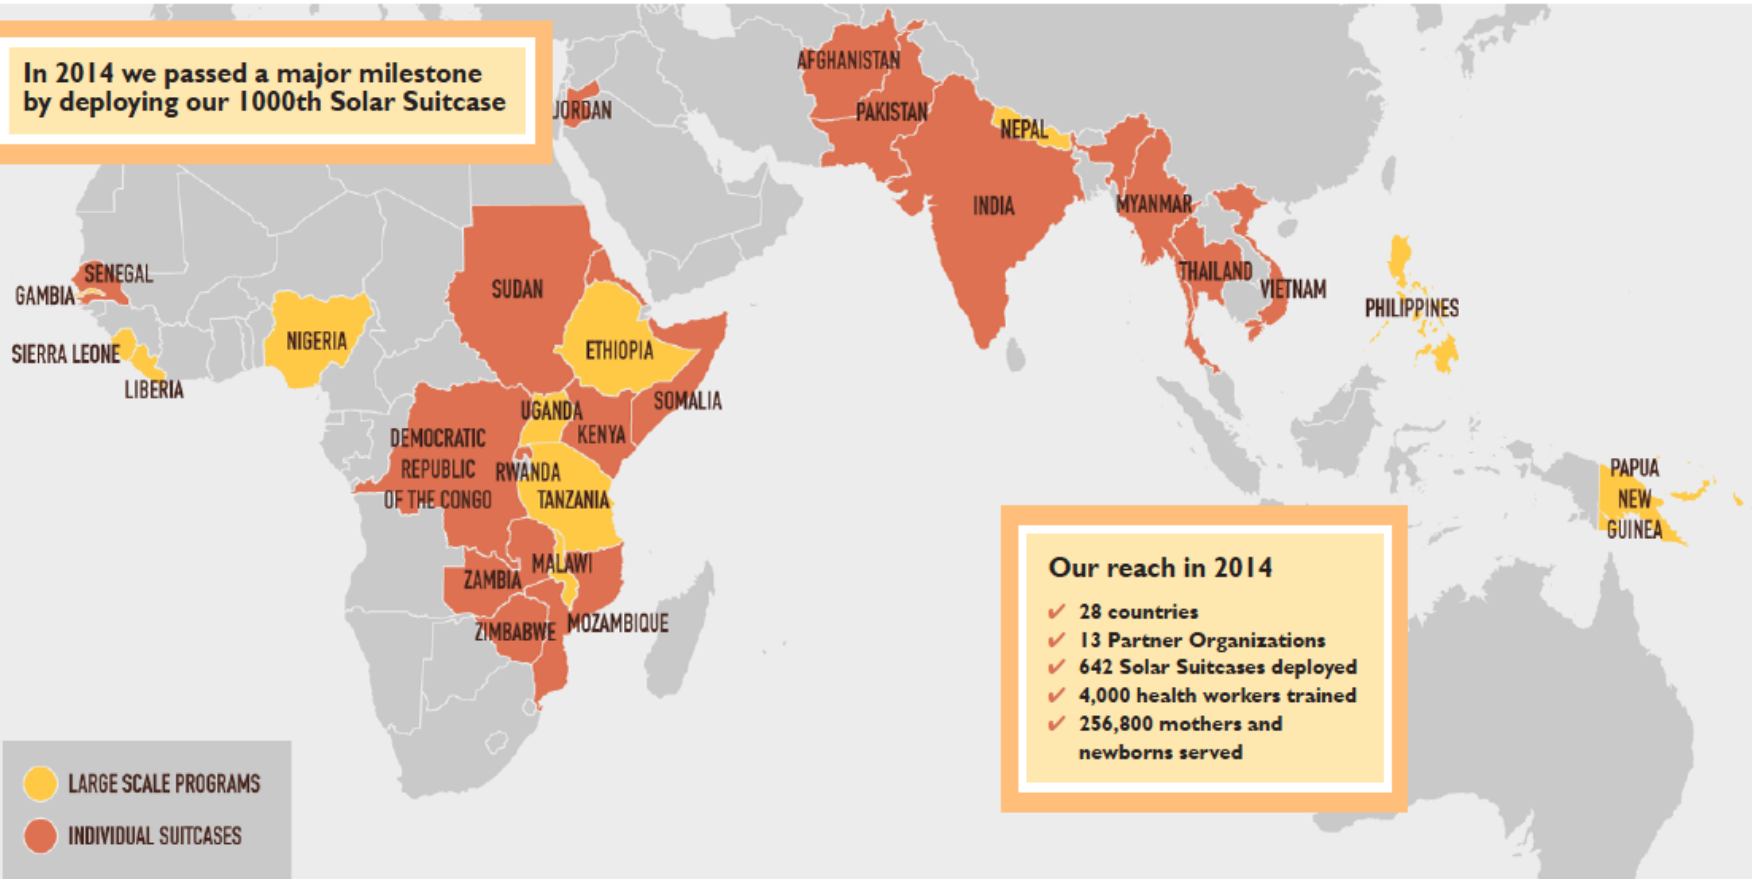 In 2014 we passed a major milestone
by deploying our 1000th Solar Suitcase
AFGHANISTAN
JORDAN
PAKISTAN
NEPAL
INDIA
MYANMAR
SENEGAL
GAMBIA
SUDAN
THAILAND
VIETNAM
PHILIPPINES
NIGERIA
SIERRA LEONE
ETHIOPIA
LIBERIA
SOMALIA
UGANDA
KENYA
DEMOCRATIC
REPUBLIC
OF THE CONGO
RWANDA
TANZANIA
PAPUA
NEW
GUINEA
MALAWI
ZAMBIA
MOZAMBIQUE
ZIMBABWE
Our reach in 2014
✓ 28 countries
✓ 13 Partner Organizations
✓ 642 Solar Suitcases deployed
✓ 4,000 health workers trained
✓ 256,800 mothers and
newborns served
LARGE SCALE PROGRAMS
INDIVIDUAL SUITCASES